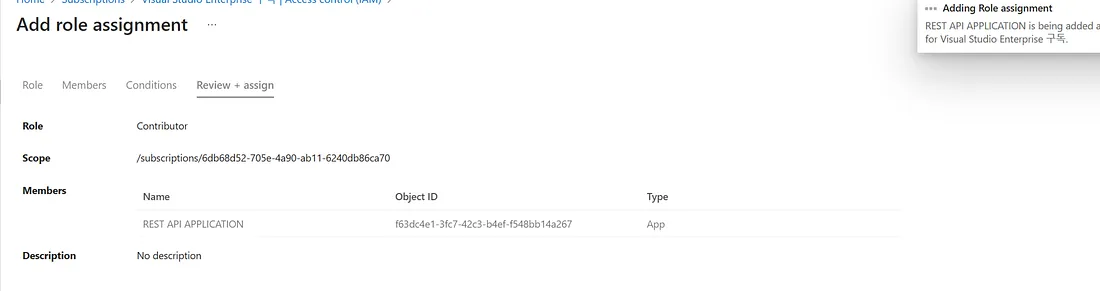 Home > Subscriptions > Visual Studio Enterprise 구독 | Access control (IAM) >
Add role assignment ...
Adding Role assignment
REST API APPLICATION is being added a
for Visual Studio Enterprise 구독.
Role Members Conditions Review + assign
Role Contributor
Scope /subscriptions/6db68d52-705e-4a90-ab11-6240db86ca70
Members
Name Object ID Type
REST API APPLICATION f63dc4e1-3fc7-42c3-b4ef-f548bb14a267 App
Description No description